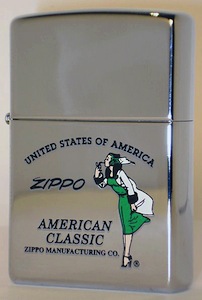 UNITED STATES OF AMERICA
ZIPPO
AMERICAN
CLASSIC
ZIPPO MANUFACTURING CO.
®